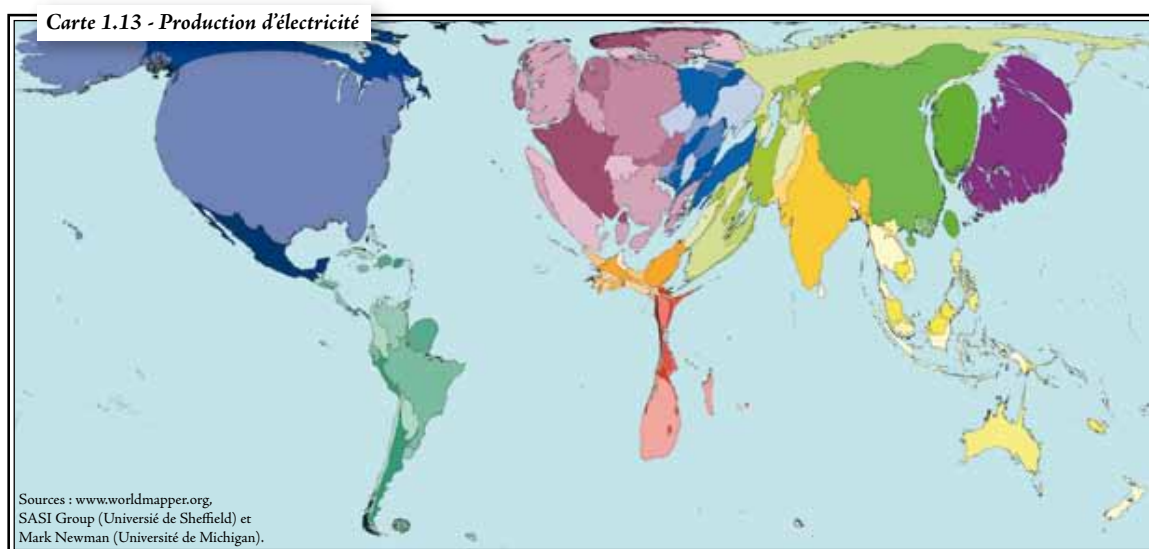 Carte 1.13 - Production d'électricité
Sources : www.worldmapper.org,
SASI Group (Universié de Sheffield) et
Mark Newman (Université de Michigan).